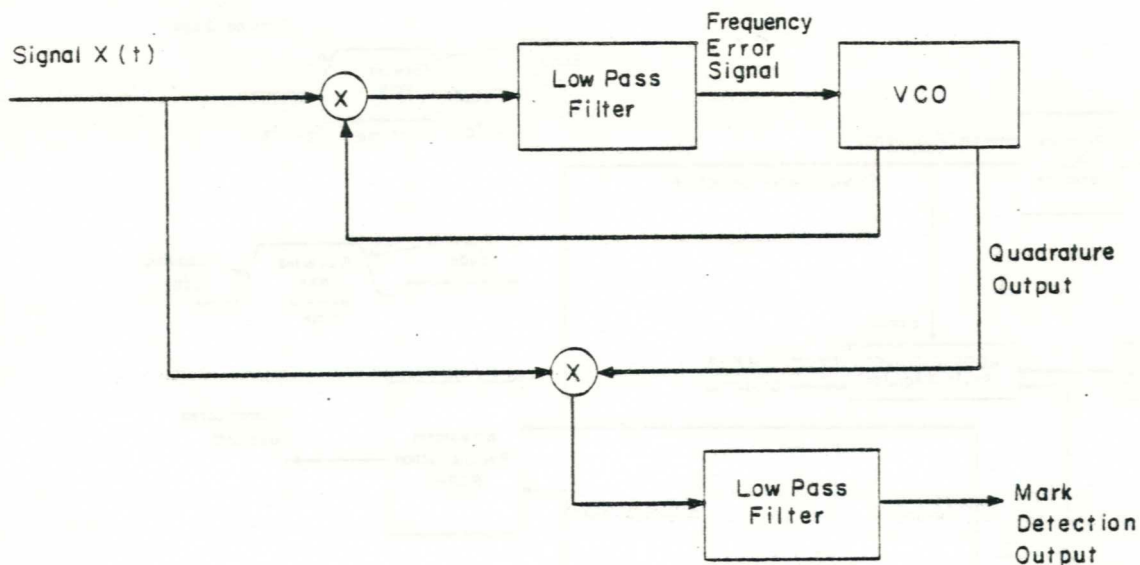 Signal X (t)
X
Low Pass
Filter
Frequency
Error
Signal
VCO
Quadrature
Output
X
Low Pass
Filter
Mark
Detection
Output